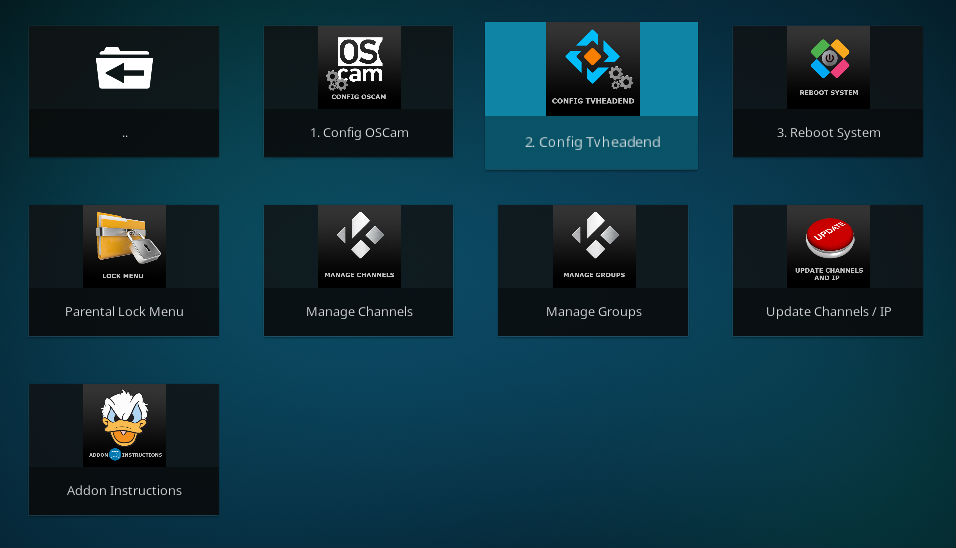 OS
cam
CONFIG OSCAM
CONFIG TVHEADEND
REBOOT SYSTEM
..
1. Config OSCam
2. Config Tvheadend
3. Reboot System
LOCK MENU
MANAGE CHANNELS
MANAGE GROUPS
UPDATE
UPDATE CHANNELS
AND IP
Parental Lock Menu
Manage Channels
Manage Groups
Update Channels / IP
ADDON INSTRUCTIONS
Addon Instructions